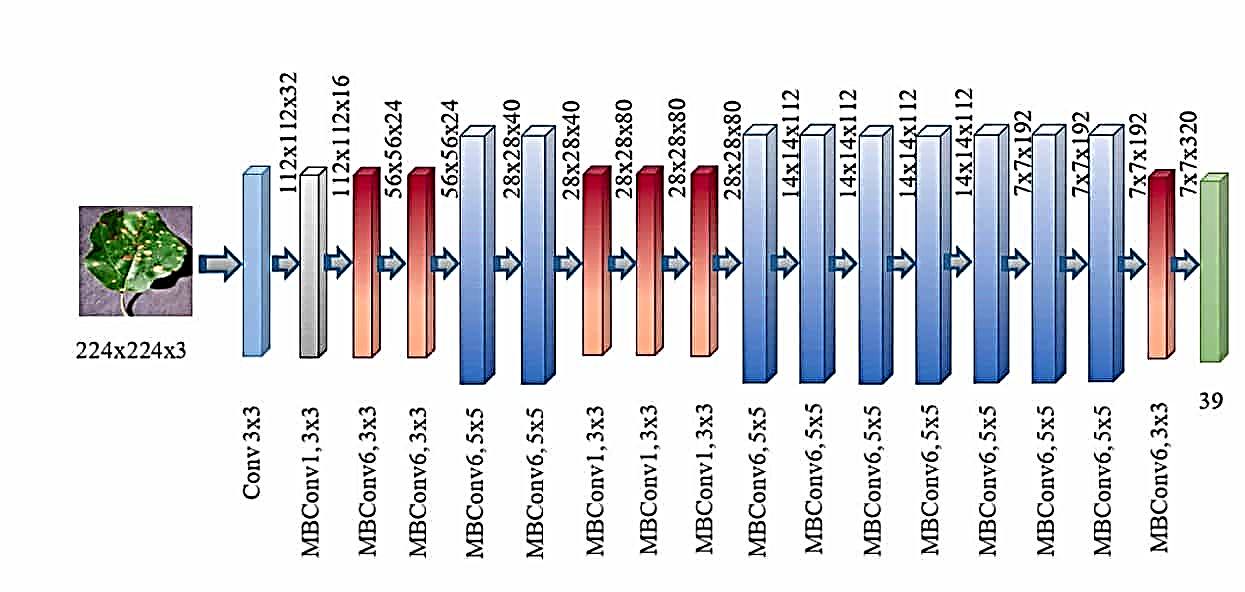 112x112x32
112x112x16
56x56x24
56x56x24
28x28x40
28x28x40
28x28x80
28x28x80
28x28x80
14x14x112
14x14x112
14x14x112
14x14x112
7x7x192
7x7x192
7x7x192
7x7x320
224x224x3
Conv 3x3
MBConv1, 3x3
MBConv6, 3x3
MBConv6, 3x3
MBConv6, 5x5
MBConv6, 5x5
MBConv1, 3x3
MBConv1, 3x3
MBConv1, 3x3
MBConv6, 5x5
MBConv6, 5x5
MBConv6, 5x5
MBConv6, 5x5
MBConv6, 5x5
MBConv6, 5x5
MBConv6, 5x5
MBConv6, 3x3
39